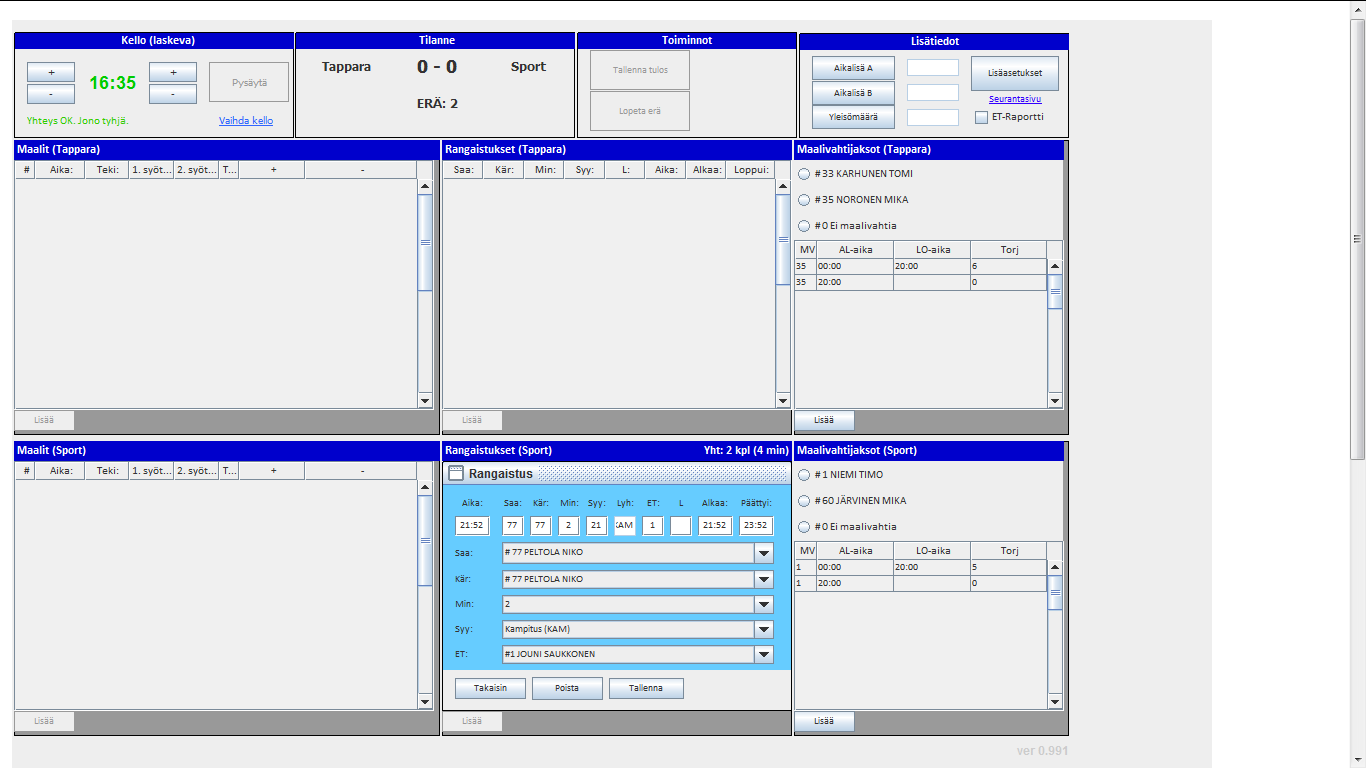 Kello (laskeva)
+ 16:35 + Pysäytä
- -
Yhteys OK. Jono tyhjä. Vaihda kello
Tilanne
Tappara 0 - 0 Sport
ERÄ: 2
Toiminnot
Tallenna tulos
Lopeta erä
Lisätiedot
Aikalisä A Lisäasetukset
Aikalisä B Seurantasivu
Yleisömäärä ET-Raportti
Maalit (Tappara)
# Aika: Teki: 1. syöt... 2. syöt... T... + -
Lisää
Rangaistukset (Tappara)
Saa: Kär: Min: Syy: L: Aika: Alkaa: Loppui:
Lisää
Maalivahtijaksot (Tappara)
# 33 KARHUNEN TOMI
# 35 NORONEN MIKA
# 0 Ei maalivahtia
MV AL-aika LO-aika Torj
35 00:00 20:00 6
35 20:00 0
Lisää
Maalit (Sport)
# Aika: Teki: 1. syöt... 2. syöt... T... + -
Lisää
Rangaistukset (Sport) Yht: 2 kpl (4 min)
Rangaistus
Aika: Saa: Kär: Min: Syy: Lyh: ET: L Alkaa: Päättyi:
21:52 77 77 2 21 KAM 1 21:52 23:52
Saa: # 77 PELTOLA NIKO
Kär: # 77 PELTOLA NIKO
Min: 2
Syy: Kampitus (KAM)
ET: #1 JOUNI SAUKKONEN
Takaisin Poista Tallenna
Lisää
Maalivahtijaksot (Sport)
# 1 NIEMI TIMO
# 60 JÄRVINEN MIKA
# 0 Ei maalivahtia
MV AL-aika LO-aika Torj
1 00:00 20:00 5
1 20:00 0
Lisää
ver 0.991